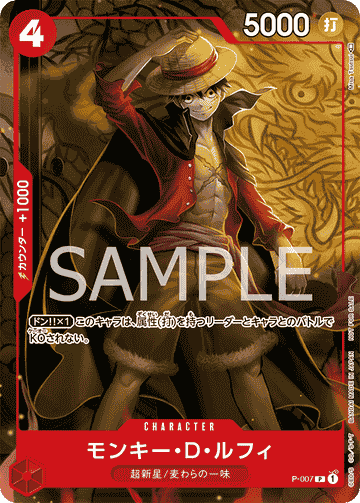 4
5000
打
カウンター +1000
SAMPLE
ドン!!×1 このキャラは、属性(打)を持つリーダーとキャラとのバトルで
KOされない。
CHARACTER
モンキー・D・ルフィ
超新星/麦わらの一味
P-007 P 1